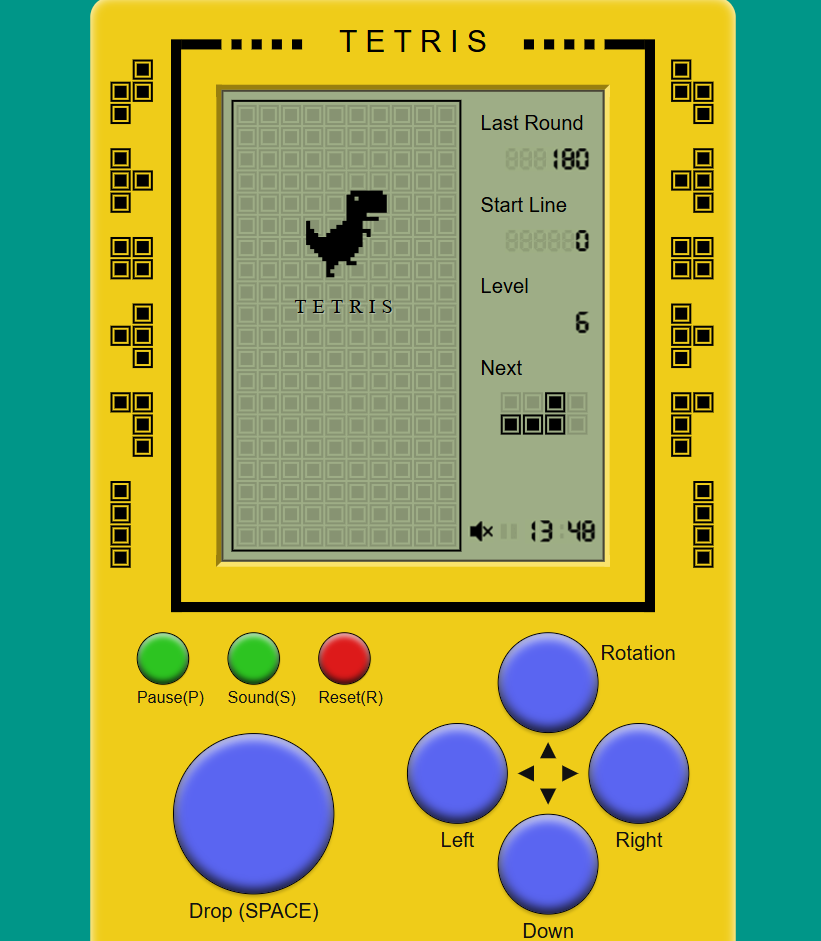 TETRIS
Last Round
180
Start Line
0
Level
6
Next
TETRIS
13:48
Pause(P)
Sound(S)
Reset(R)
Rotation
Left
Right
Drop (SPACE)
Down